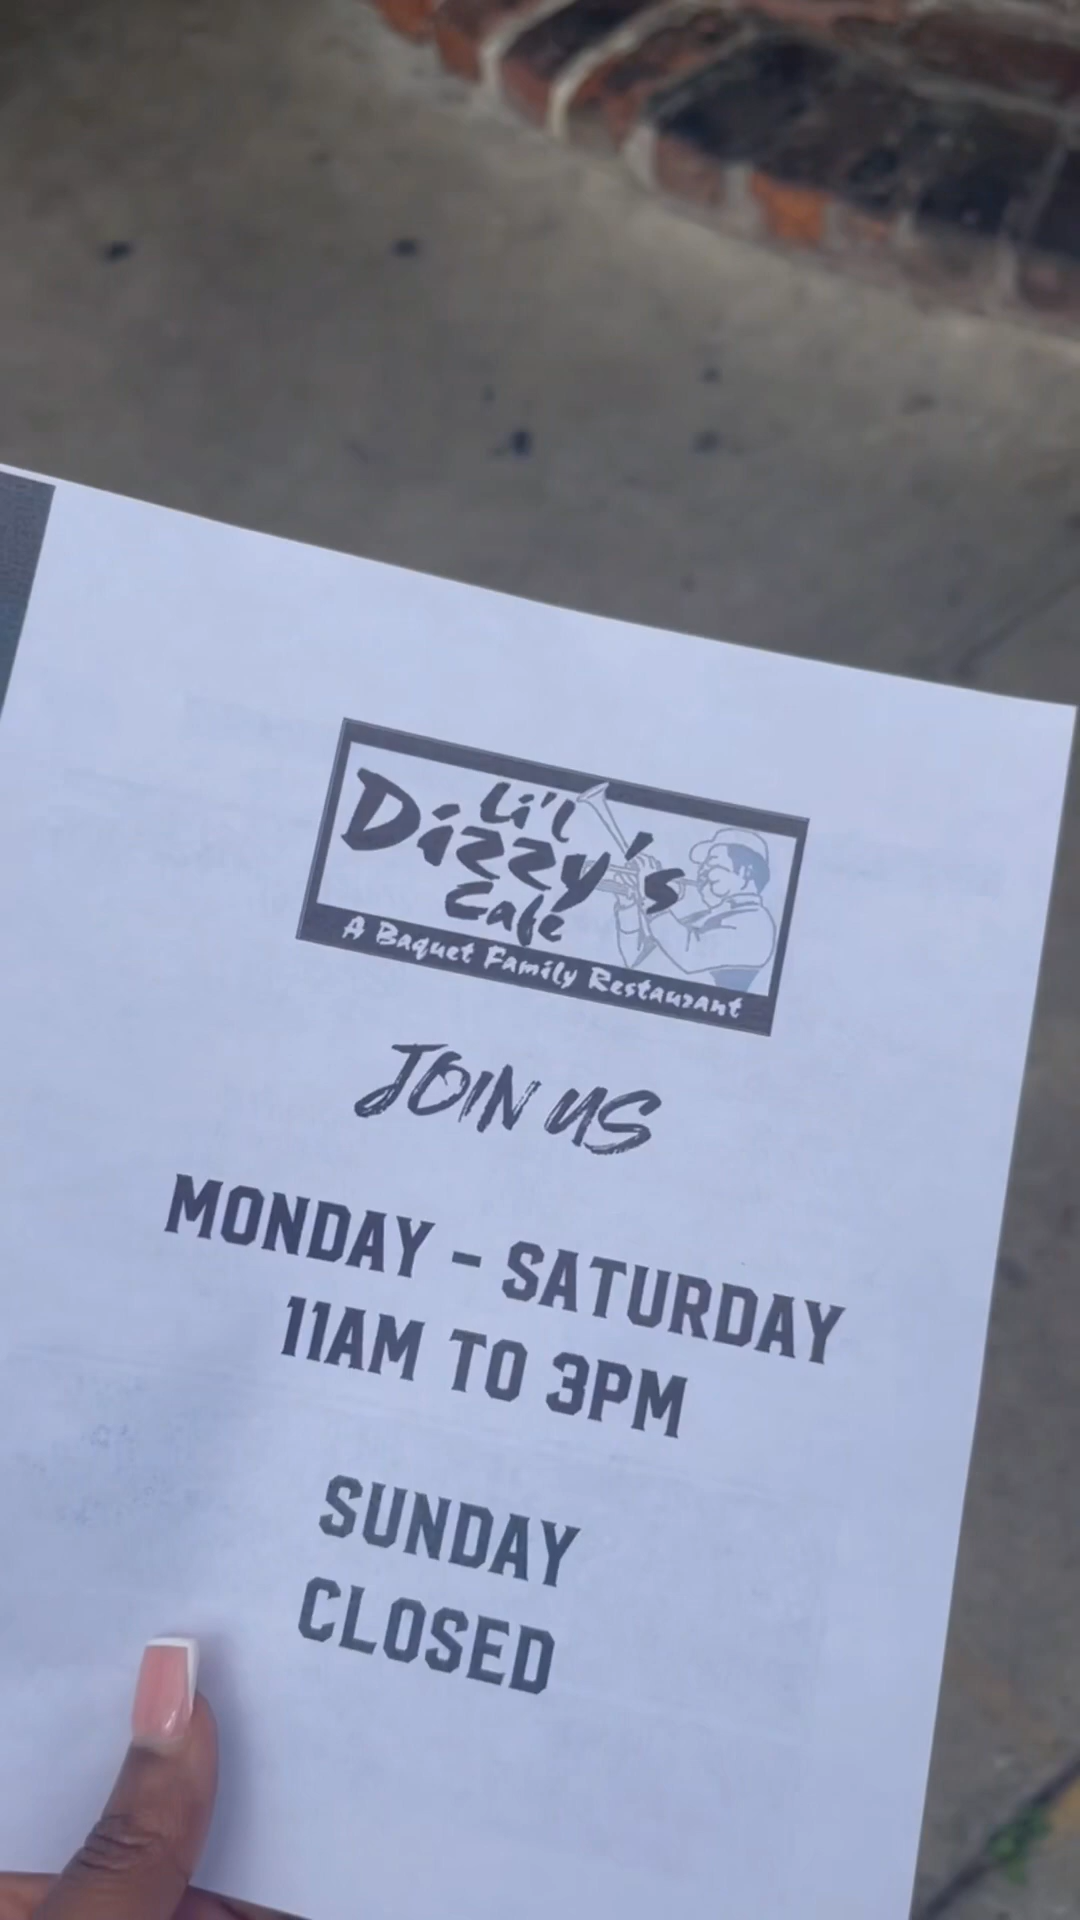 Li'l
Dizzy's
Cafe
A Baquet Family Restaurant
JOIN US
MONDAY - SATURDAY
11AM TO 3PM
SUNDAY
CLOSED